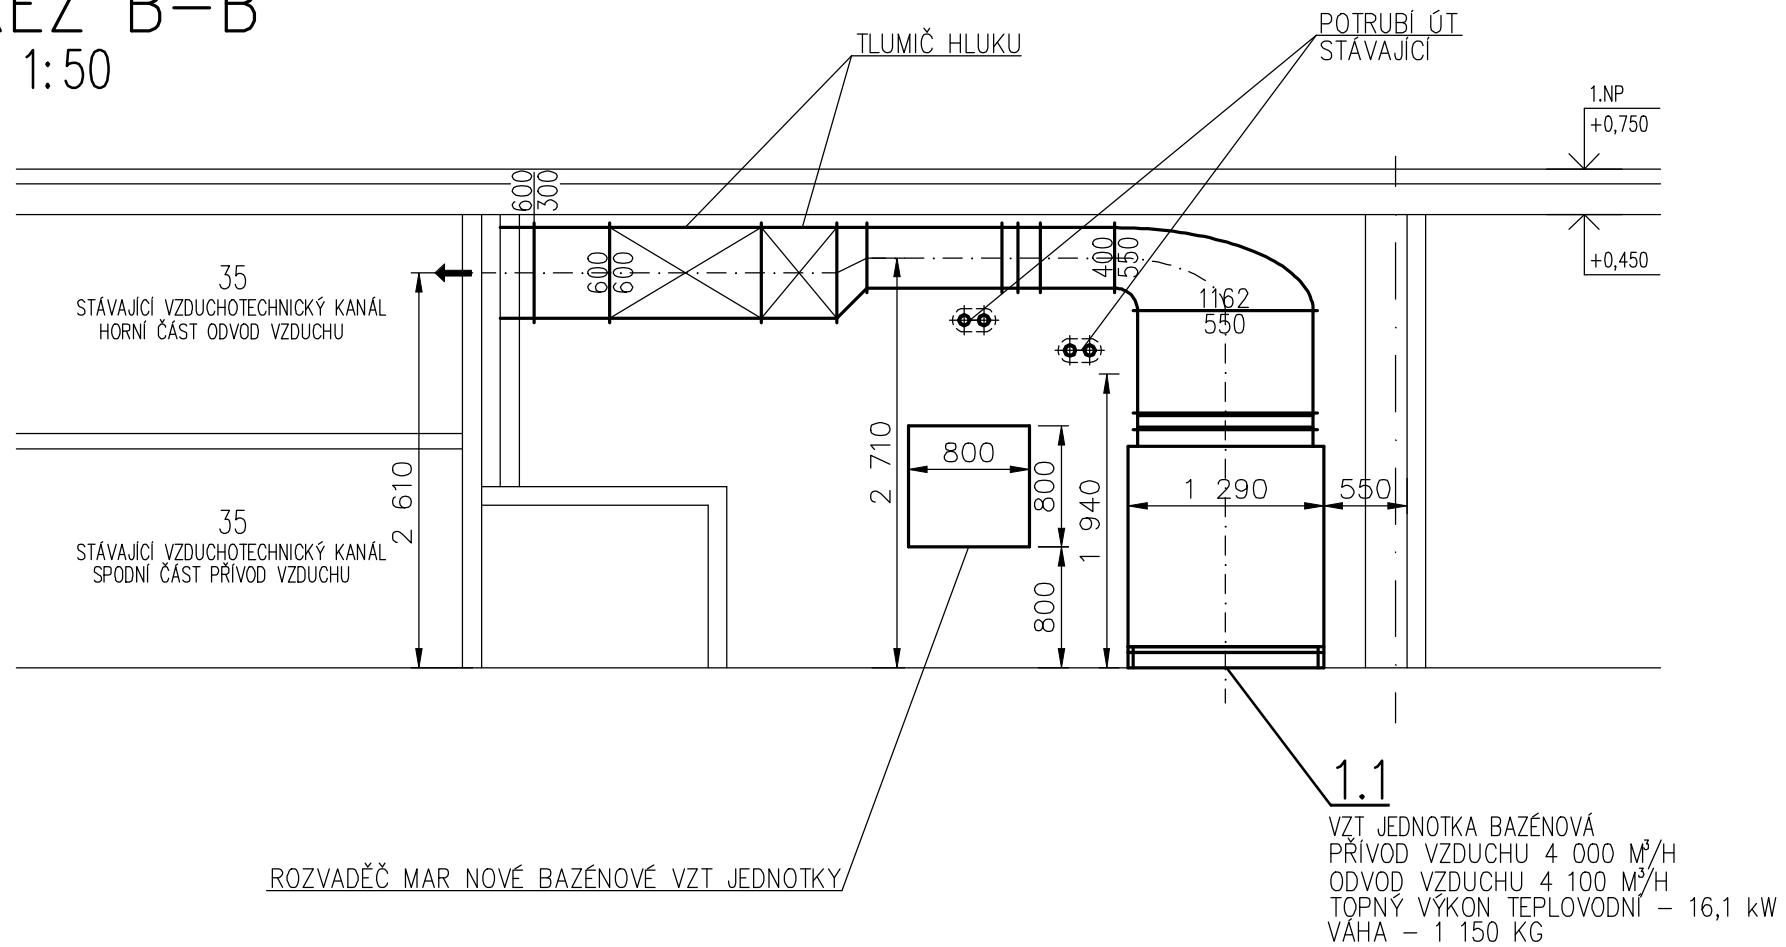 ŘEZ B-B
1:50
TLUMIČ HLUKU
POTRUBÍ ÚT
STÁVAJÍCÍ
1.NP
+0,750
+0,450
600
300
600
600
400
550
1162
550
35
STÁVAJÍCÍ VZDUCHOTECHNICKÝ KANÁL
HORNÍ ČÁST ODVOD VZDUCHU
35
STÁVAJÍCÍ VZDUCHOTECHNICKÝ KANÁL
SPODNÍ ČÁST PŘÍVOD VZDUCHU
2 610
2 710
800
800
800
1 940
1 290
550
ROZVADĚČ MAR NOVÉ BAZÉNOVÉ VZT JEDNOTKY
1.1
VZT JEDNOTKA BAZÉNOVÁ
PŘÍVOD VZDUCHU 4 000 M³/H
ODVOD VZDUCHU 4 100 M³/H
TOPNÝ VÝKON TEPLOVODNÍ - 16,1 kW
VÁHA - 1 150 KG